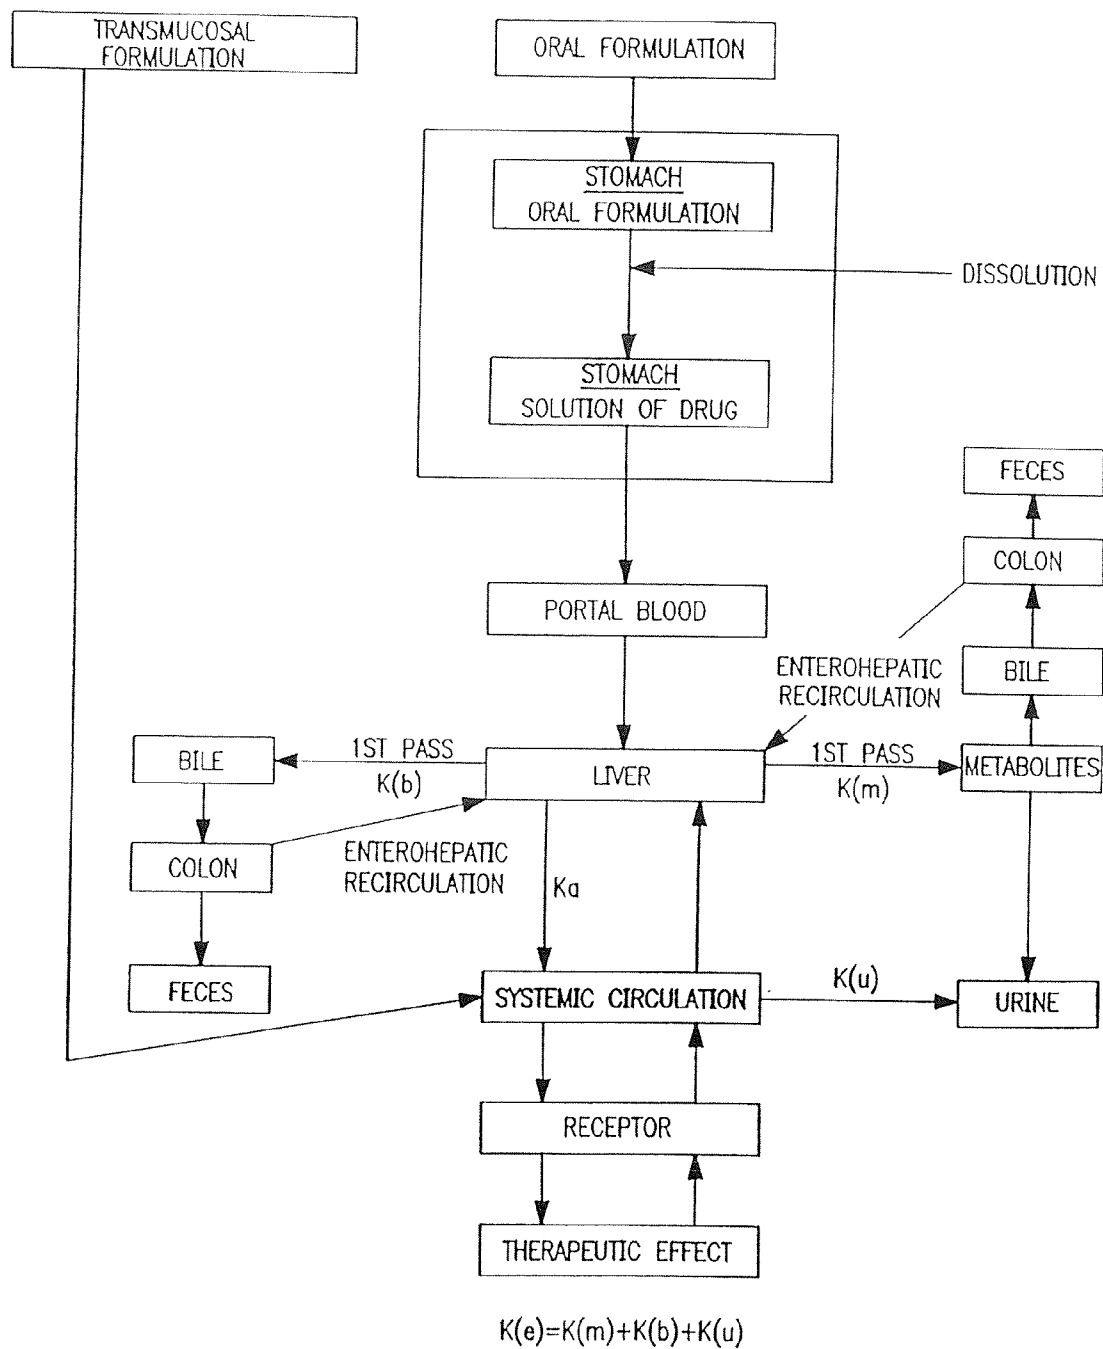 TRANSMUCOSAL
FORMULATION
ORAL FORMULATION
STOMACH
ORAL FORMULATION
DISSOLUTION
STOMACH
SOLUTION OF DRUG
FECES
COLON
PORTAL BLOOD
ENTEROHEPATIC
RECIRCULATION
BILE
BILE
1ST PASS
K(b)
LIVER
1ST PASS
K(m)
METABOLITES
COLON
ENTEROHEPATIC
RECIRCULATION
Ka
FECES
SYSTEMIC CIRCULATION
K(u)
URINE
RECEPTOR
THERAPEUTIC EFFECT
K(e)=K(m)+K(b)+K(u)